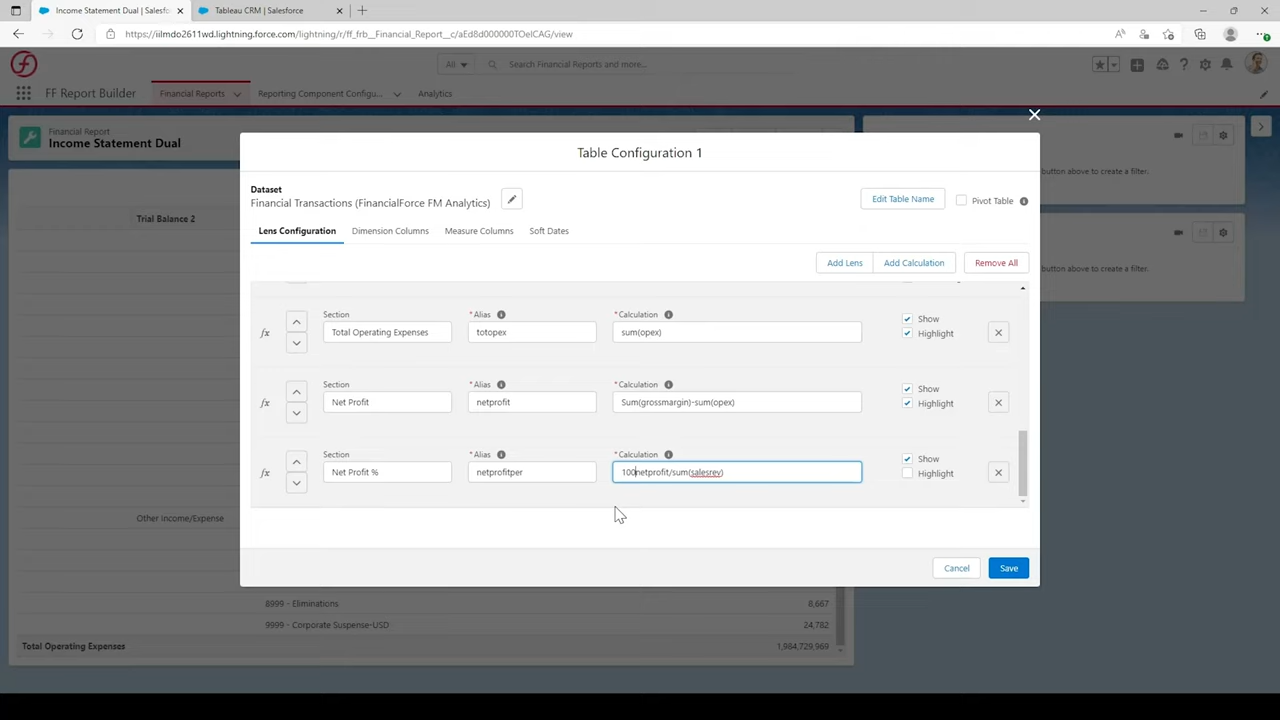 Income Statement Dual | Salesfo
Tableau CRM | Salesforce
https://iilmdo2611wd.lightning.force.com/lightning/r/ff_frb__Financial_Report__c/aEd8d000000TOelCAG/view
All
Search Financial Reports and more...
FF Report Builder
Financial Reports
Reporting Component Configu...
Analytics
Financial Report
Income Statement Dual
Trial Balance 2
Other Income/Expense
8999 - Eliminations
8,667
9999 - Corporate Suspense-USD
24,782
Total Operating Expenses
1,984,729,969
button above to create a filter.
button above to create a filter.
Table Configuration 1
Dataset
Financial Transactions (FinancialForce FM Analytics)
Edit Table Name
Pivot Table
Lens Configuration
Dimension Columns
Measure Columns
Soft Dates
Add Lens
Add Calculation
Remove All
Section
* Alias
* Calculation
Show
fx
Total Operating Expenses
totopex
sum(opex)
Highlight
Section
* Alias
* Calculation
Show
fx
Net Profit
netprofit
Sum(grossmargin)-sum(opex)
Highlight
Section
* Alias
* Calculation
Show
fx
Net Profit %
netprofitper
100netprofit/sum(salesrev)
Highlight
Cancel
Save